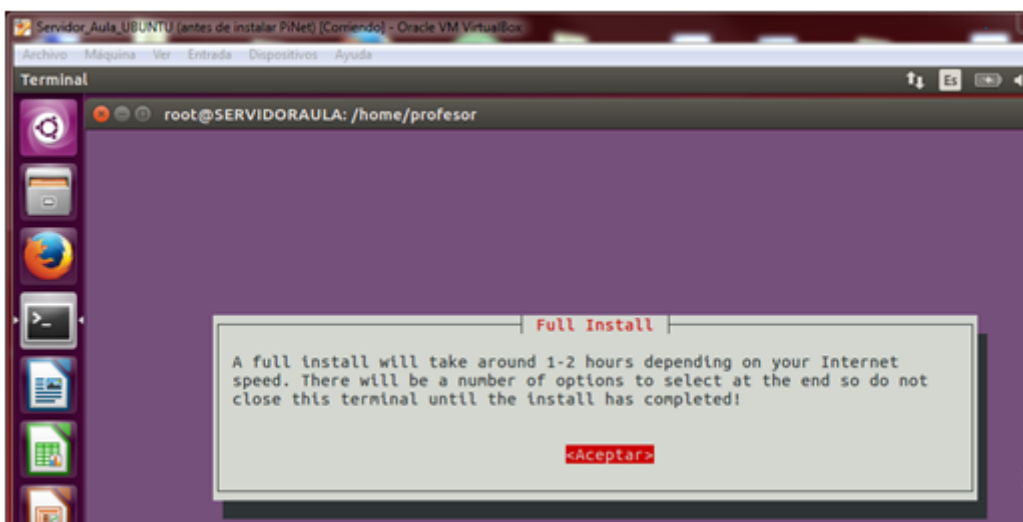 Servidor_Aula_UBUNTU (antes de instalar PiNet) [Corriendo] - Oracle VM VirtualBox
Archivo Máquina Ver Entrada Dispositivos Ayuda
Terminal Es
root@SERVIDORAULA: /home/profesor
Full Install
A full install will take around 1-2 hours depending on your Internet
speed. There will be a number of options to select at the end so do not
close this terminal until the install has completed!
<Aceptar>